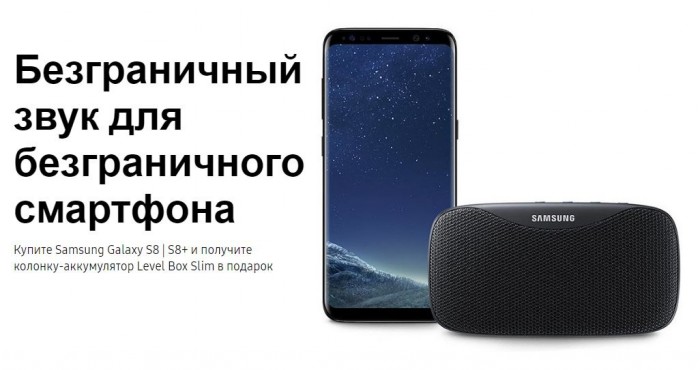 Безграничный
звук для
безграничного
смартфона
Купите Samsung Galaxy S8 | S8+ и получите
колонку-аккумулятор Level Box Slim в подарок
SAMSUNG